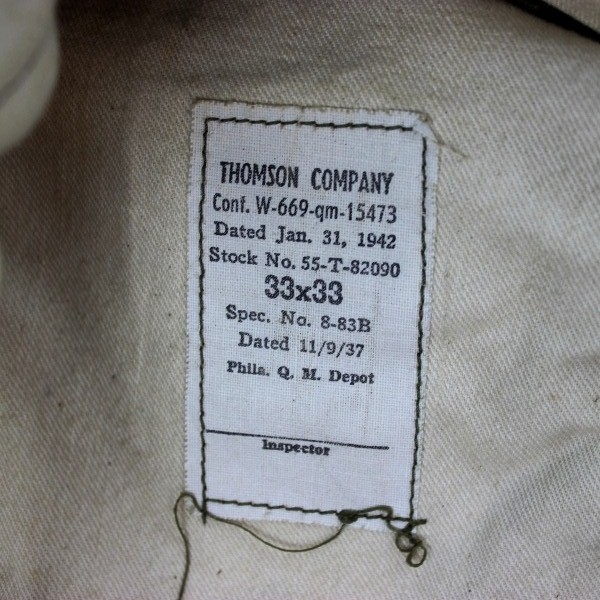 THOMSON COMPANY
Conf. W-669-qm-15473
Dated Jan. 31, 1942
Stock No. 55-T-82090
33x33
Spec. No. 8-83B
Dated 11/9/37
Phila. Q. M. Depot
Inspector